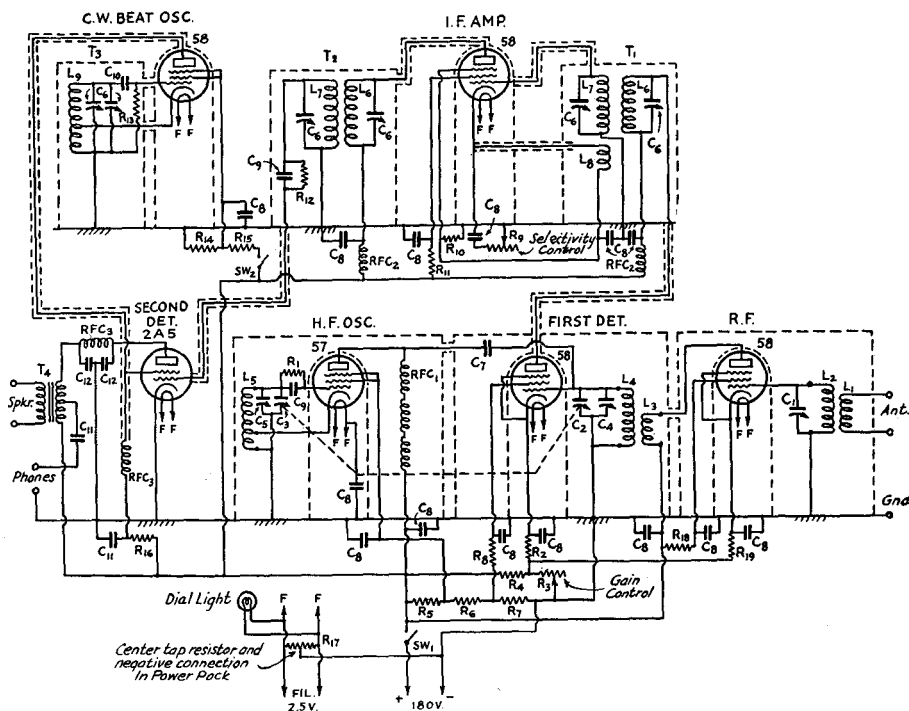 C.W. BEAT OSC.
I.F. AMP.
58
58
T3
T2
T1
L9
C10
C6
R13
F F
L7
L6
C6
C6
F F
L7
L6
C6
C6
L8
C9
R12
C8
R14
R15
SW2
C8
RFC2
C8
R11
R10
C8
R9
Selectivity
Control
C8
RFC2
SECOND
DET.
2A5
H.F. OSC.
FIRST DET.
R.F.
RFC3
57
58
58
T4
Spkr.
C12
C12
F F
L5
R1
C5
C3
C9
F F
RFC1
C7
F F
C2
C4
L4
L3
F F
C1
L2
L1
Ant.
C11
Phones
RFC3
C8
Gnd
C11
R16
C8
C8
R8
C8
R2
C8
C8
R18
C8
R19
C8
R4
R3
Gain
Control
Dial Light
F
F
R5
R6
R7
R17
SW1
Center tap resistor and
negative connection
In Power Pack
FIL.
2.5 V.
+ 180V. −